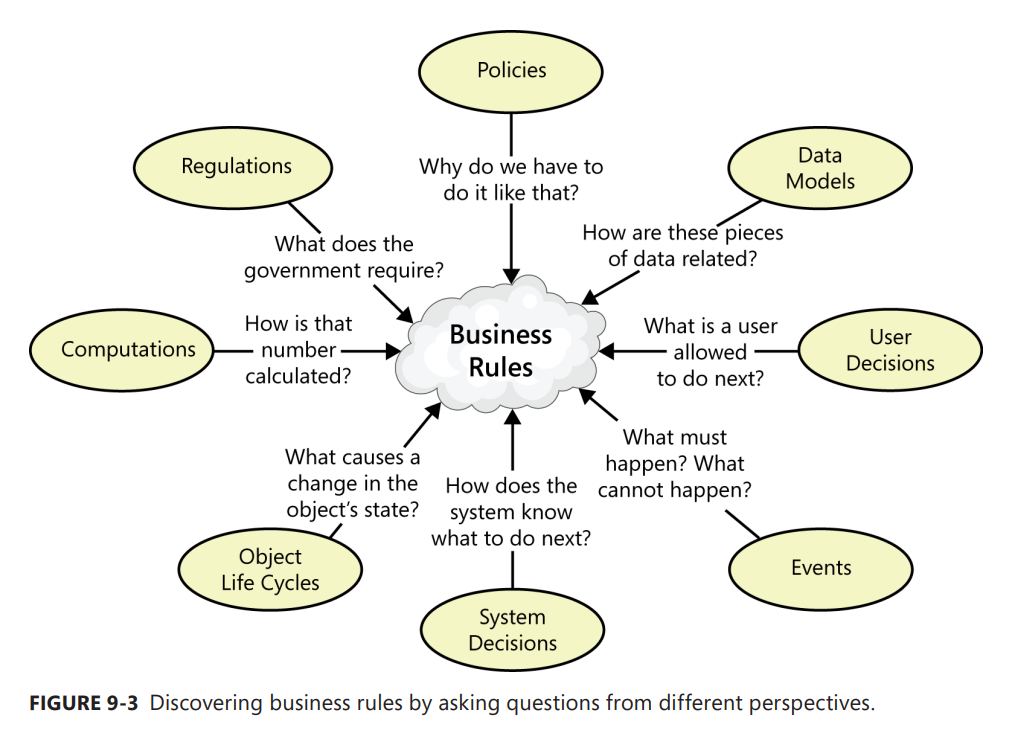 Policies
Why do we have to
do it like that?
Regulations
What does the
government require?
Data
Models
How are these pieces
of data related?
Computations
How is that
number
calculated?
Business
Rules
What is a user
allowed
to do next?
User
Decisions
What causes a
change in the
object's state?
Object
Life Cycles
How does the
system know
what to do next?
System
Decisions
What must
happen? What
cannot happen?
Events
FIGURE 9-3 Discovering business rules by asking questions from different perspectives.